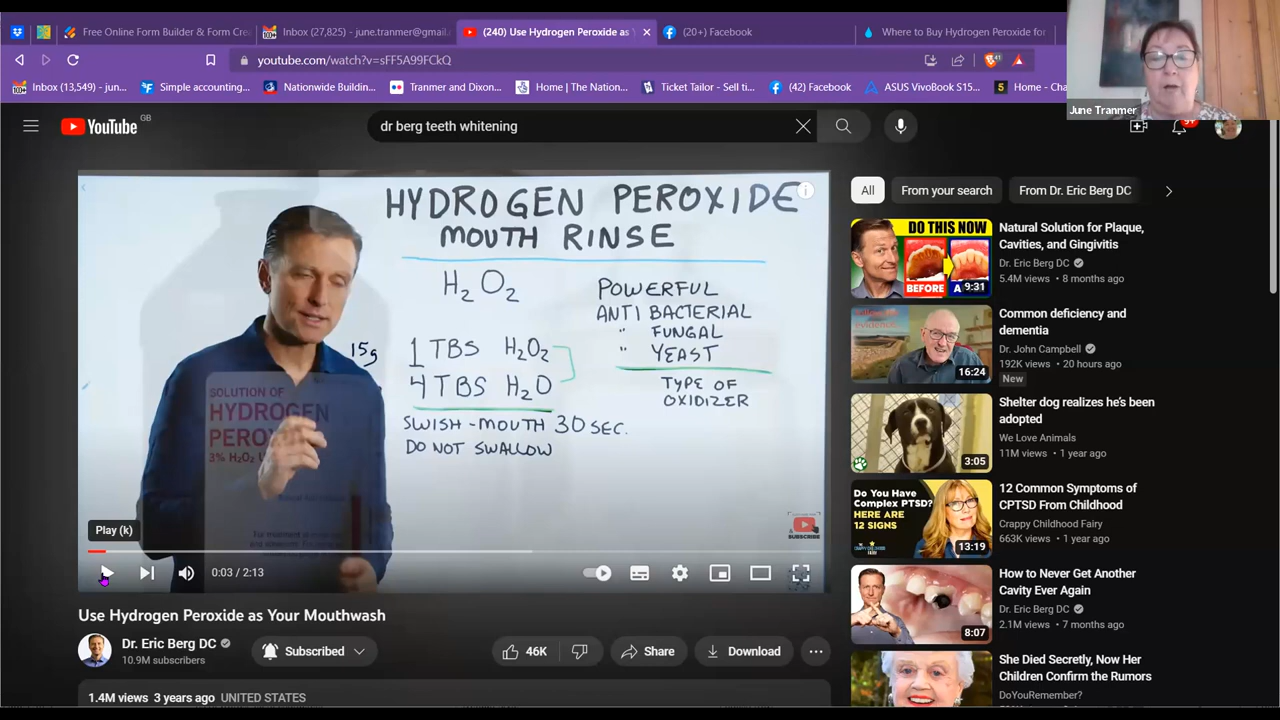 Free Online Form Builder & Form Crea
Inbox (27,825) - june.tranmer@gmail.
(240) Use Hydrogen Peroxide as Y
(20+) Facebook
Where to Buy Hydrogen Peroxide for
youtube.com/watch?v=sFF5A99FCkQ
41
Inbox (13,549) - jun...
Simple accounting...
Nationwide Buildin...
Tranmer and Dixon...
Home | The Nation...
Ticket Tailor - Sell ti...
(42) Facebook
ASUS VivoBook S15...
Home - Cha
June Tranmer
YouTube GB
dr berg teeth whitening
9+
HYDROGEN PEROXIDE
MOUTH RINSE
H2O2
POWERFUL
ANTI BACTERIAL
" FUNGAL
" YEAST
15g
1 TBS H2O2
4 TBS H2O
TYPE OF
OXIDIZER
SWISH - MOUTH 30 SEC.
DO NOT SWALLOW
SOLUTION OF
HYDROGEN
PEROX
3% H2O2 U
SUBSCRIBE
Play (k)
0:03 / 2:13
Use Hydrogen Peroxide as Your Mouthwash
Dr. Eric Berg DC
10.9M subscribers
Subscribed
46K
Share
Download
1.4M views 3 years ago UNITED STATES
All
From your search
From Dr. Eric Berg DC
DO THIS NOW
BEFORE
9:31
Natural Solution for Plaque,
Cavities, and Gingivitis
Dr. Eric Berg DC
5.4M views • 8 months ago
16:24
Common deficiency and
dementia
Dr. John Campbell
192K views • 20 hours ago
New
3:05
Shelter dog realizes he's been
adopted
We Love Animals
11M views • 1 year ago
Do You Have
Complex PTSD?
HERE ARE
12 SIGNS
13:19
12 Common Symptoms of
CPTSD From Childhood
Crappy Childhood Fairy
663K views • 1 year ago
8:07
How to Never Get Another
Cavity Ever Again
Dr. Eric Berg DC
2.1M views • 7 months ago
She Died Secretly, Now Her
Children Confirm the Rumors
DoYouRemember?